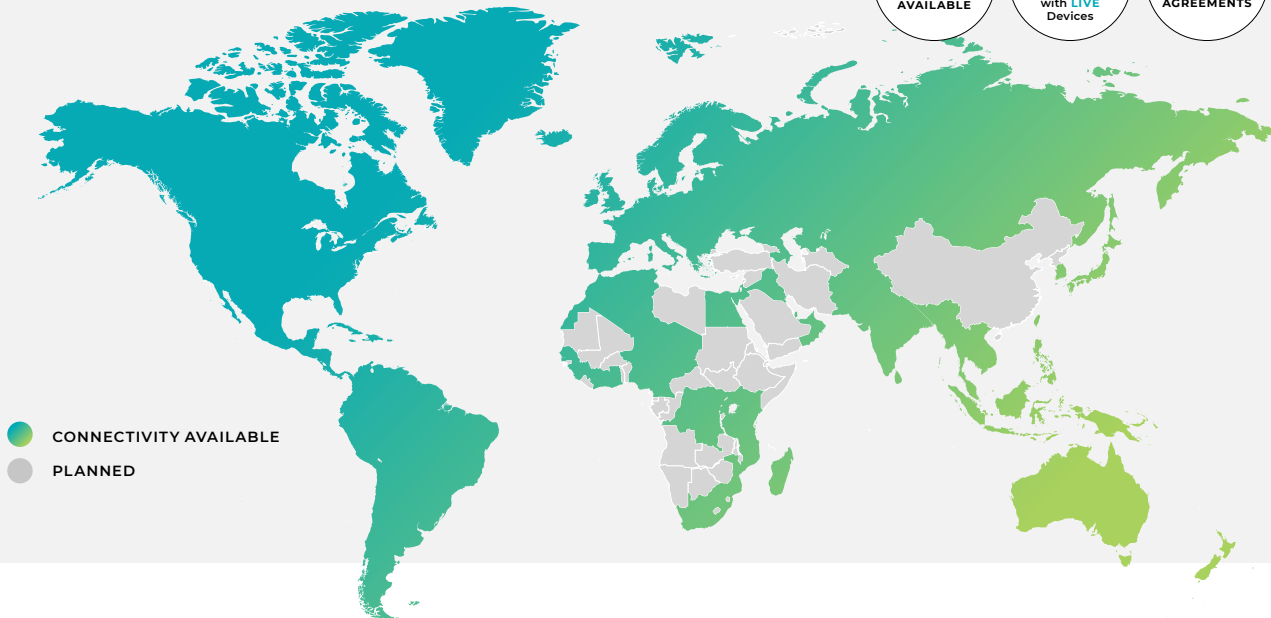 AVAILABLE
with LIVE
Devices
AGREEMENTS
CONNECTIVITY AVAILABLE
PLANNED